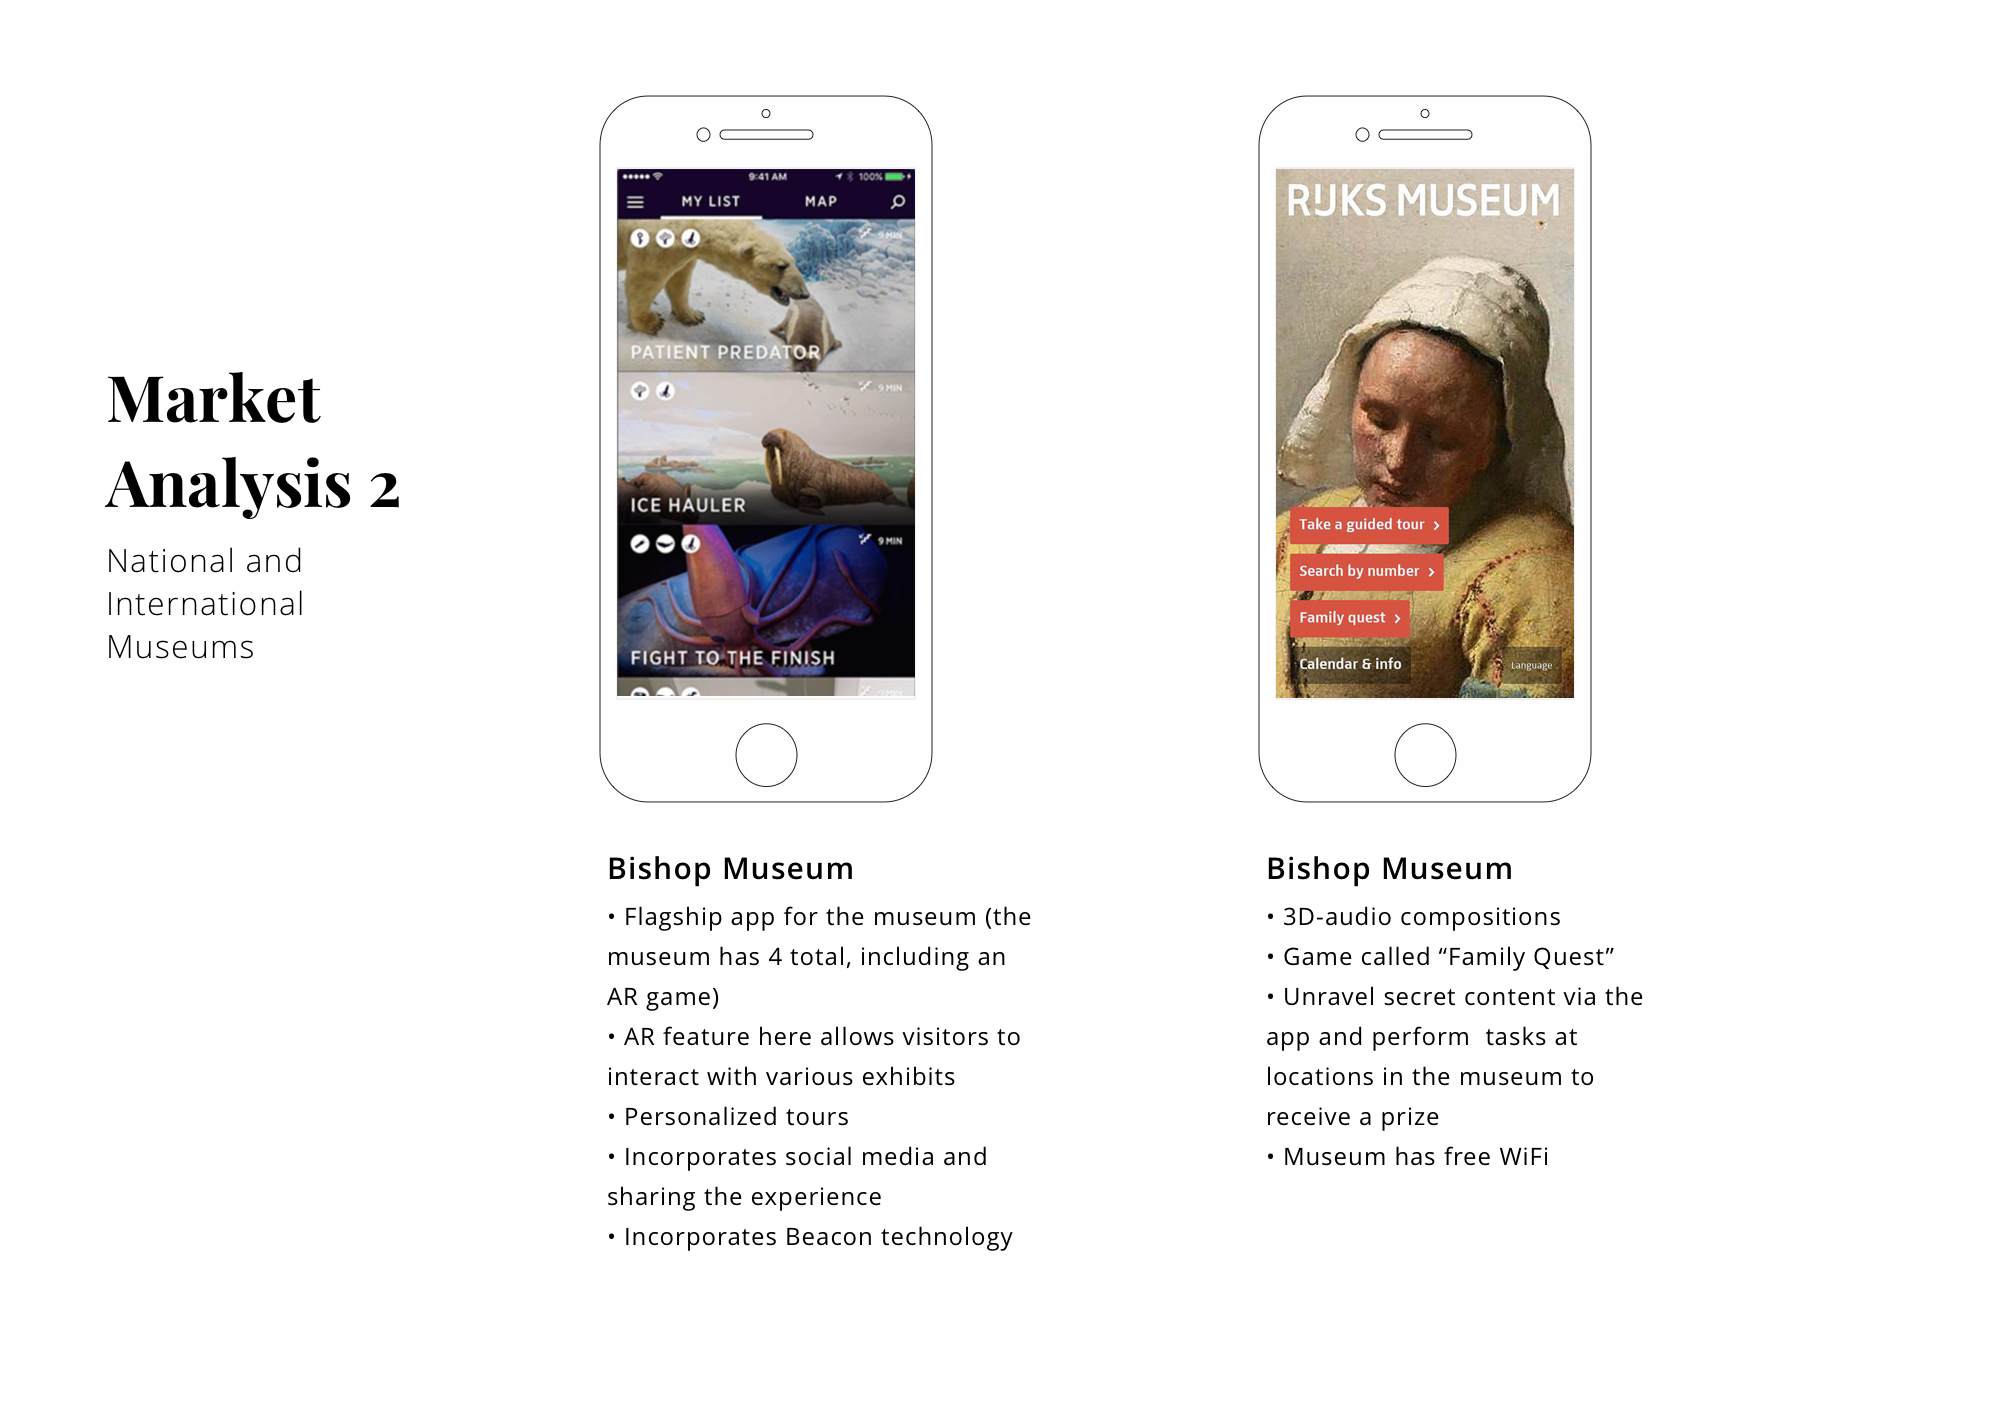 Market
Analysis 2
National and
International
Museums
9:41 AM
100%
MY LIST
MAP
9 MIN
PATIENT PREDATOR
9 MIN
ICE HAULER
9 MIN
FIGHT TO THE FINISH
9 MIN
RIJKS MUSEUM
Take a guided tour
Search by number
Family quest
Calendar & info
Language
Bishop Museum
• Flagship app for the museum (the
museum has 4 total, including an
AR game)
• AR feature here allows visitors to
interact with various exhibits
• Personalized tours
• Incorporates social media and
sharing the experience
• Incorporates Beacon technology
Bishop Museum
• 3D-audio compositions
• Game called “Family Quest”
• Unravel secret content via the
app and perform  tasks at
locations in the museum to
receive a prize
• Museum has free WiFi